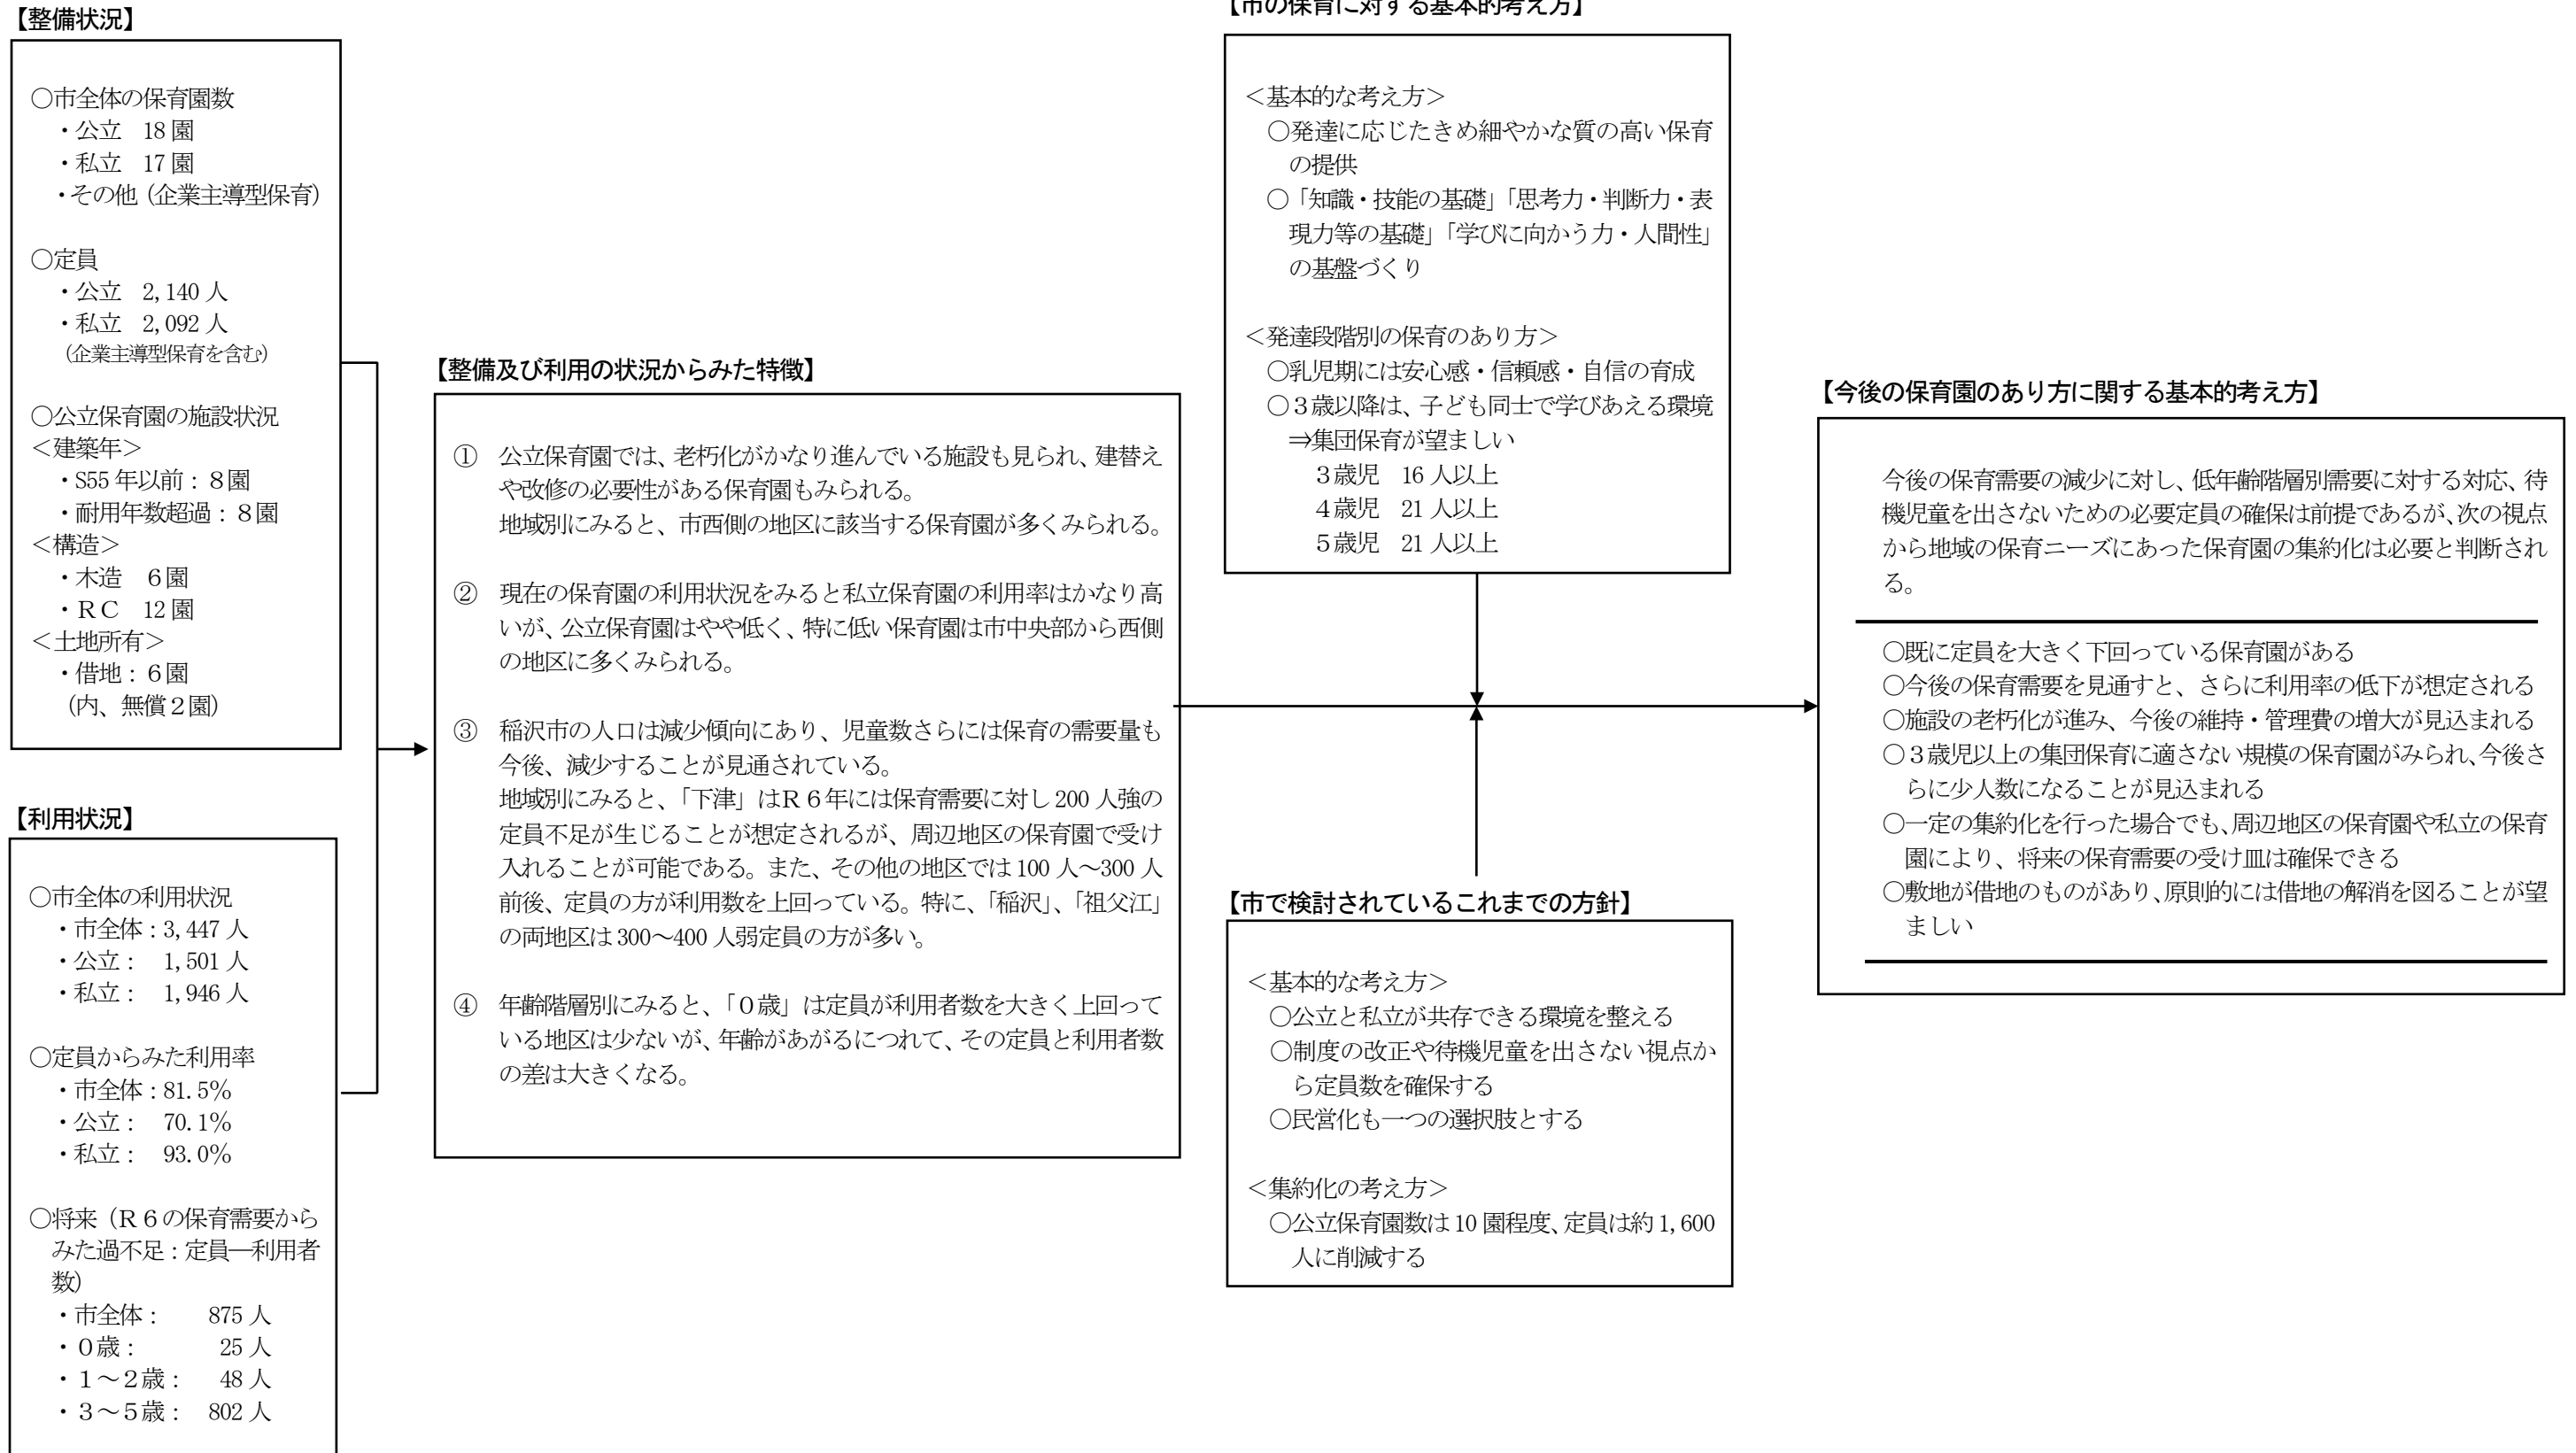 【整備状況】
○市全体の保育園数
・公立　18 園
・私立　17 園
・その他（企業主導型保育）
○定員
・公立　2,140 人
・私立　2,092 人
（企業主導型保育を含む）
○公立保育園の施設状況
＜建築年＞
・S55 年以前：８園
・耐用年数超過：８園
＜構造＞
・木造　６園
・ＲＣ　12 園
＜土地所有＞
・借地：６園
（内、無償２園）
【利用状況】
○市全体の利用状況
・市全体：3,447 人
・公立：　1,501 人
・私立：　1,946 人
○定員からみた利用率
・市全体：81.5％
・公立：　70.1％
・私立：　93.0％
○将来（Ｒ６の保育需要から
みた過不足：定員―利用者
数）
・市全体：　　875 人
・０歳：　　　　25 人
・１～２歳：　　48 人
・３～５歳：　802 人
【整備及び利用の状況からみた特徴】
①　公立保育園では、老朽化がかなり進んでいる施設も見られ、建替え
や改修の必要性がある保育園もみられる。
地域別にみると、市西側の地区に該当する保育園が多くみられる。
②　現在の保育園の利用状況をみると私立保育園の利用率はかなり高
いが、公立保育園はやや低く、特に低い保育園は市中央部から西側
の地区に多くみられる。
③　稲沢市の人口は減少傾向にあり、児童数さらには保育の需要量も
今後、減少することが見通されている。
地域別にみると、「下津」はＲ６年には保育需要に対し 200 人強の
定員不足が生じることが想定されるが、周辺地区の保育園で受け
入れることが可能である。また、その他の地区では 100 人～300 人
前後、定員の方が利用数を上回っている。特に、「稲沢」、「祖父江」
の両地区は 300～400 人弱定員の方が多い。
④　年齢階層別にみると、「０歳」は定員が利用者数を大きく上回って
いる地区は少ないが、年齢があがるにつれて、その定員と利用者数
の差は大きくなる。
【市の保育に対する基本的考え方】
＜基本的な考え方＞
○発達に応じたきめ細やかな質の高い保育
の提供
○「知識・技能の基礎」「思考力・判断力・表
現力等の基礎」「学びに向かう力・人間性」
の基盤づくり
＜発達段階別の保育のあり方＞
○乳児期には安心感・信頼感・自信の育成
○３歳以降は、子ども同士で学びあえる環境
⇒集団保育が望ましい
３歳児　16 人以上
４歳児　21 人以上
５歳児　21 人以上
【市で検討されているこれまでの方針】
＜基本的な考え方＞
○公立と私立が共存できる環境を整える
○制度の改正や待機児童を出さない視点か
ら定員数を確保する
○民営化も一つの選択肢とする
＜集約化の考え方＞
○公立保育園数は 10 園程度、定員は約 1,600
人に削減する
【今後の保育園のあり方に関する基本的考え方】
今後の保育需要の減少に対し、低年齢階層別需要に対する対応、待
機児童を出さないための必要定員の確保は前提であるが、次の視点
から地域の保育ニーズにあった保育園の集約化は必要と判断され
る。
○既に定員を大きく下回っている保育園がある
○今後の保育需要を見通すと、さらに利用率の低下が想定される
○施設の老朽化が進み、今後の維持・管理費の増大が見込まれる
○３歳児以上の集団保育に適さない規模の保育園がみられ、今後さ
らに少人数になることが見込まれる
○一定の集約化を行った場合でも、周辺地区の保育園や私立の保育
園により、将来の保育需要の受け皿は確保できる
○敷地が借地のものがあり、原則的には借地の解消を図ることが望
ましい